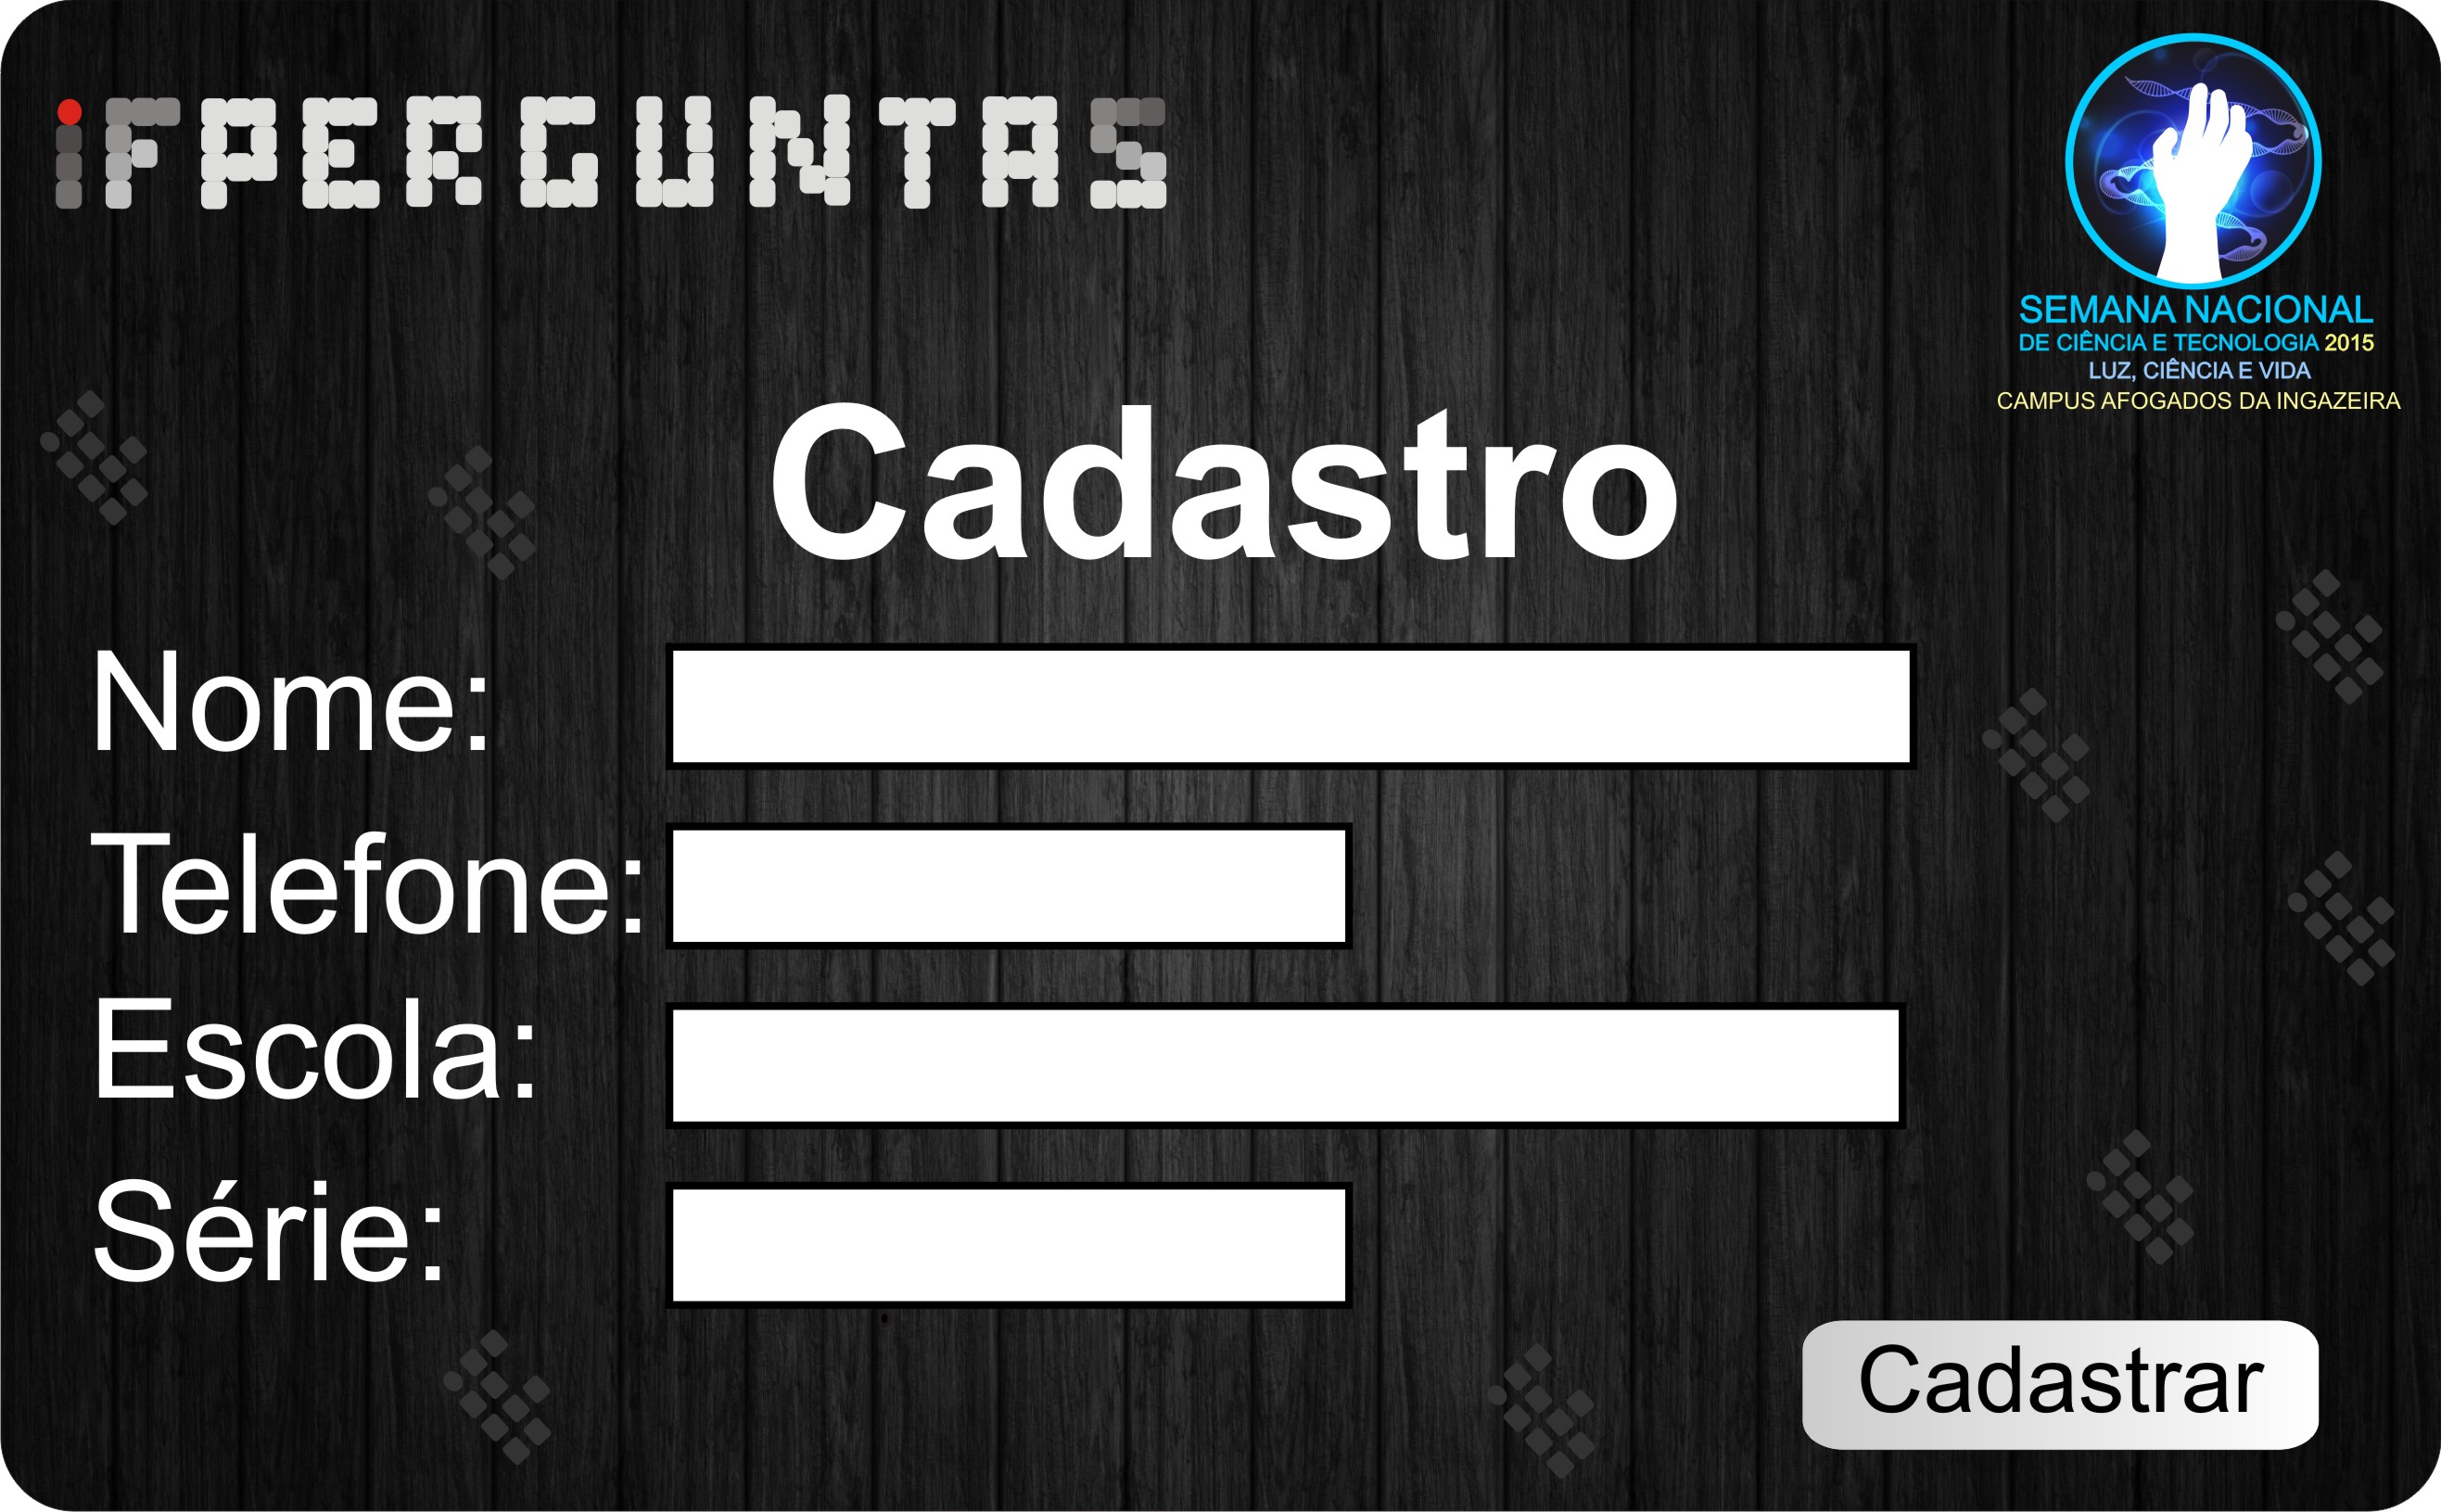 iFPERGUNTAS
SEMANA NACIONAL
DE CIÊNCIA E TECNOLOGIA 2015
LUZ, CIÊNCIA E VIDA
CAMPUS AFOGADOS DA INGAZEIRA
Cadastro
Nome:
Telefone:
Escola:
Série:
Cadastrar